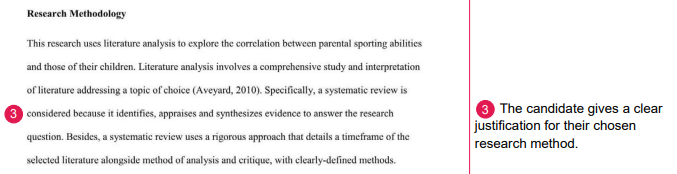 Research Methodology
This research uses literature analysis to explore the correlation between parental sporting abilities
and those of their children. Literature analysis involves a comprehensive study and interpretation
of literature addressing a topic of choice (Aveyard, 2010). Specifically, a systematic review is
3 considered because it identifies, appraises and synthesizes evidence to answer the research
question. Besides, a systematic review uses a rigorous approach that details a timeframe of the
selected literature alongside method of analysis and critique, with clearly-defined methods.
3 The candidate gives a clear
justification for their chosen
research method.